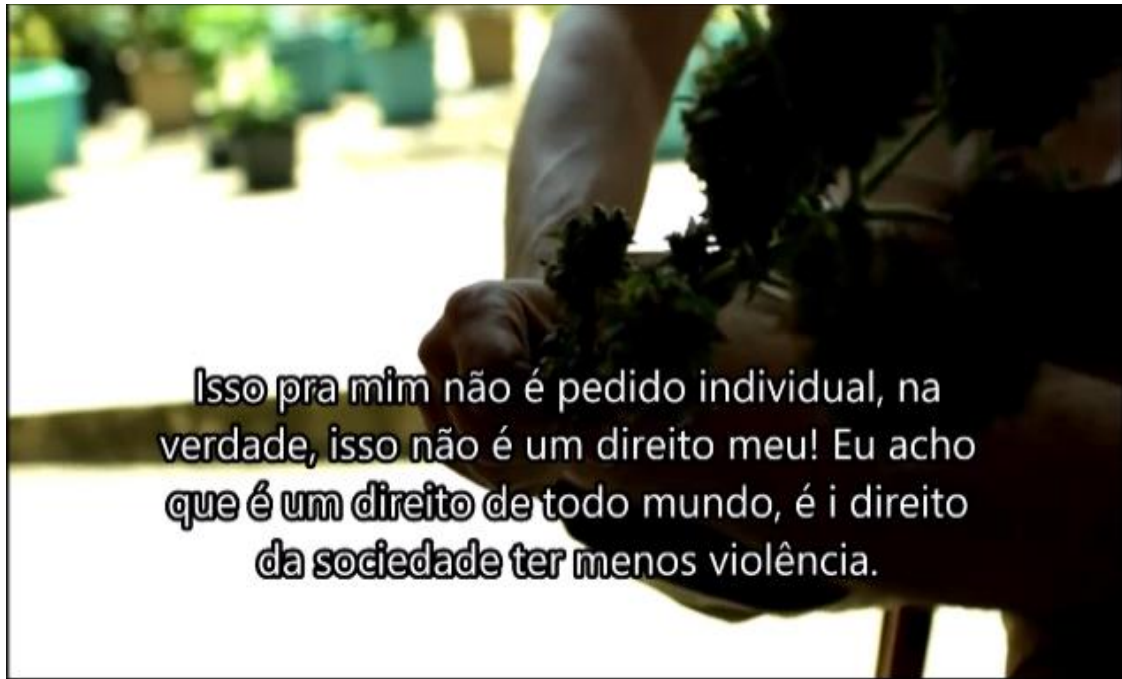 Isso pra mim não é pedido individual, na
verdade, isso não é um direito meu! Eu acho
que é um direito de todo mundo, é i direito
da sociedade ter menos violência.